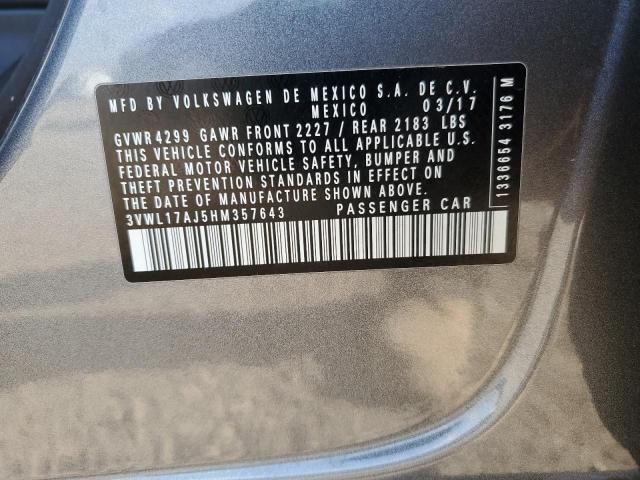 MFD BY VOLKSWAGEN DE MEXICO S.A. DE C.V.
MEXICO 03/17
GVWR 4299 GAWR FRONT 2227 / REAR 2183 LBS
THIS VEHICLE CONFORMS TO ALL APPLICABLE U.S.
FEDERAL MOTOR VEHICLE SAFETY, BUMPER AND
THEFT PREVENTION STANDARDS IN EFFECT ON
THE DATE OF MANUFACTURE SHOWN ABOVE.
3VWL17AJ5HM357643 PASSENGER CAR
1336654 3176 M